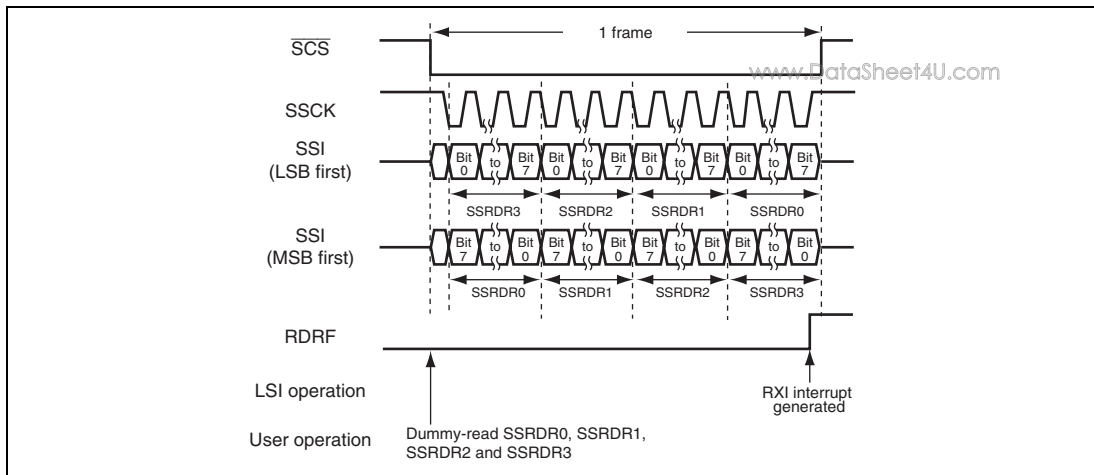 1 frame
SCS
www.DataSheet4U.com
SSCK
SSI
(LSB first)
Bit 0 to Bit 7 Bit 0 to Bit 7 Bit 0 to Bit 7 Bit 0 to Bit 7
SSRDR3 SSRDR2 SSRDR1 SSRDR0
SSI
(MSB first)
Bit 7 to Bit 0 Bit 7 to Bit 0 Bit 7 to Bit 0 Bit 7 to Bit 0
SSRDR0 SSRDR1 SSRDR2 SSRDR3
RDRF
LSI operation
RXI interrupt
generated
User operation
Dummy-read SSRDR0, SSRDR1,
SSRDR2 and SSRDR3